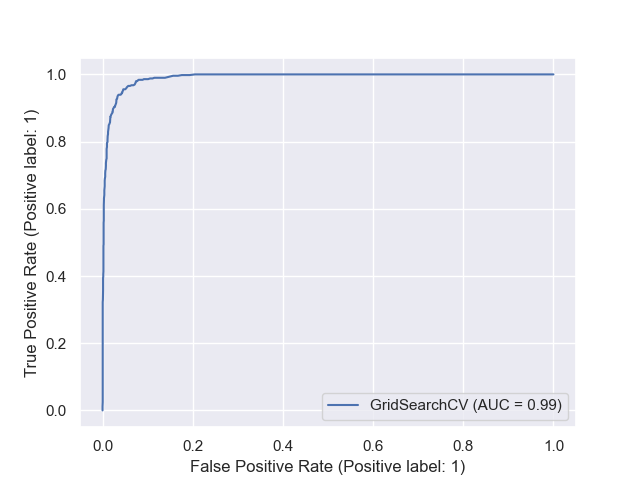 1.0
0.8
0.6
0.4
0.2
0.0
True Positive Rate (Positive label: 1)
GridSearchCV (AUC = 0.99)
0.0 0.2 0.4 0.6 0.8 1.0
False Positive Rate (Positive label: 1)